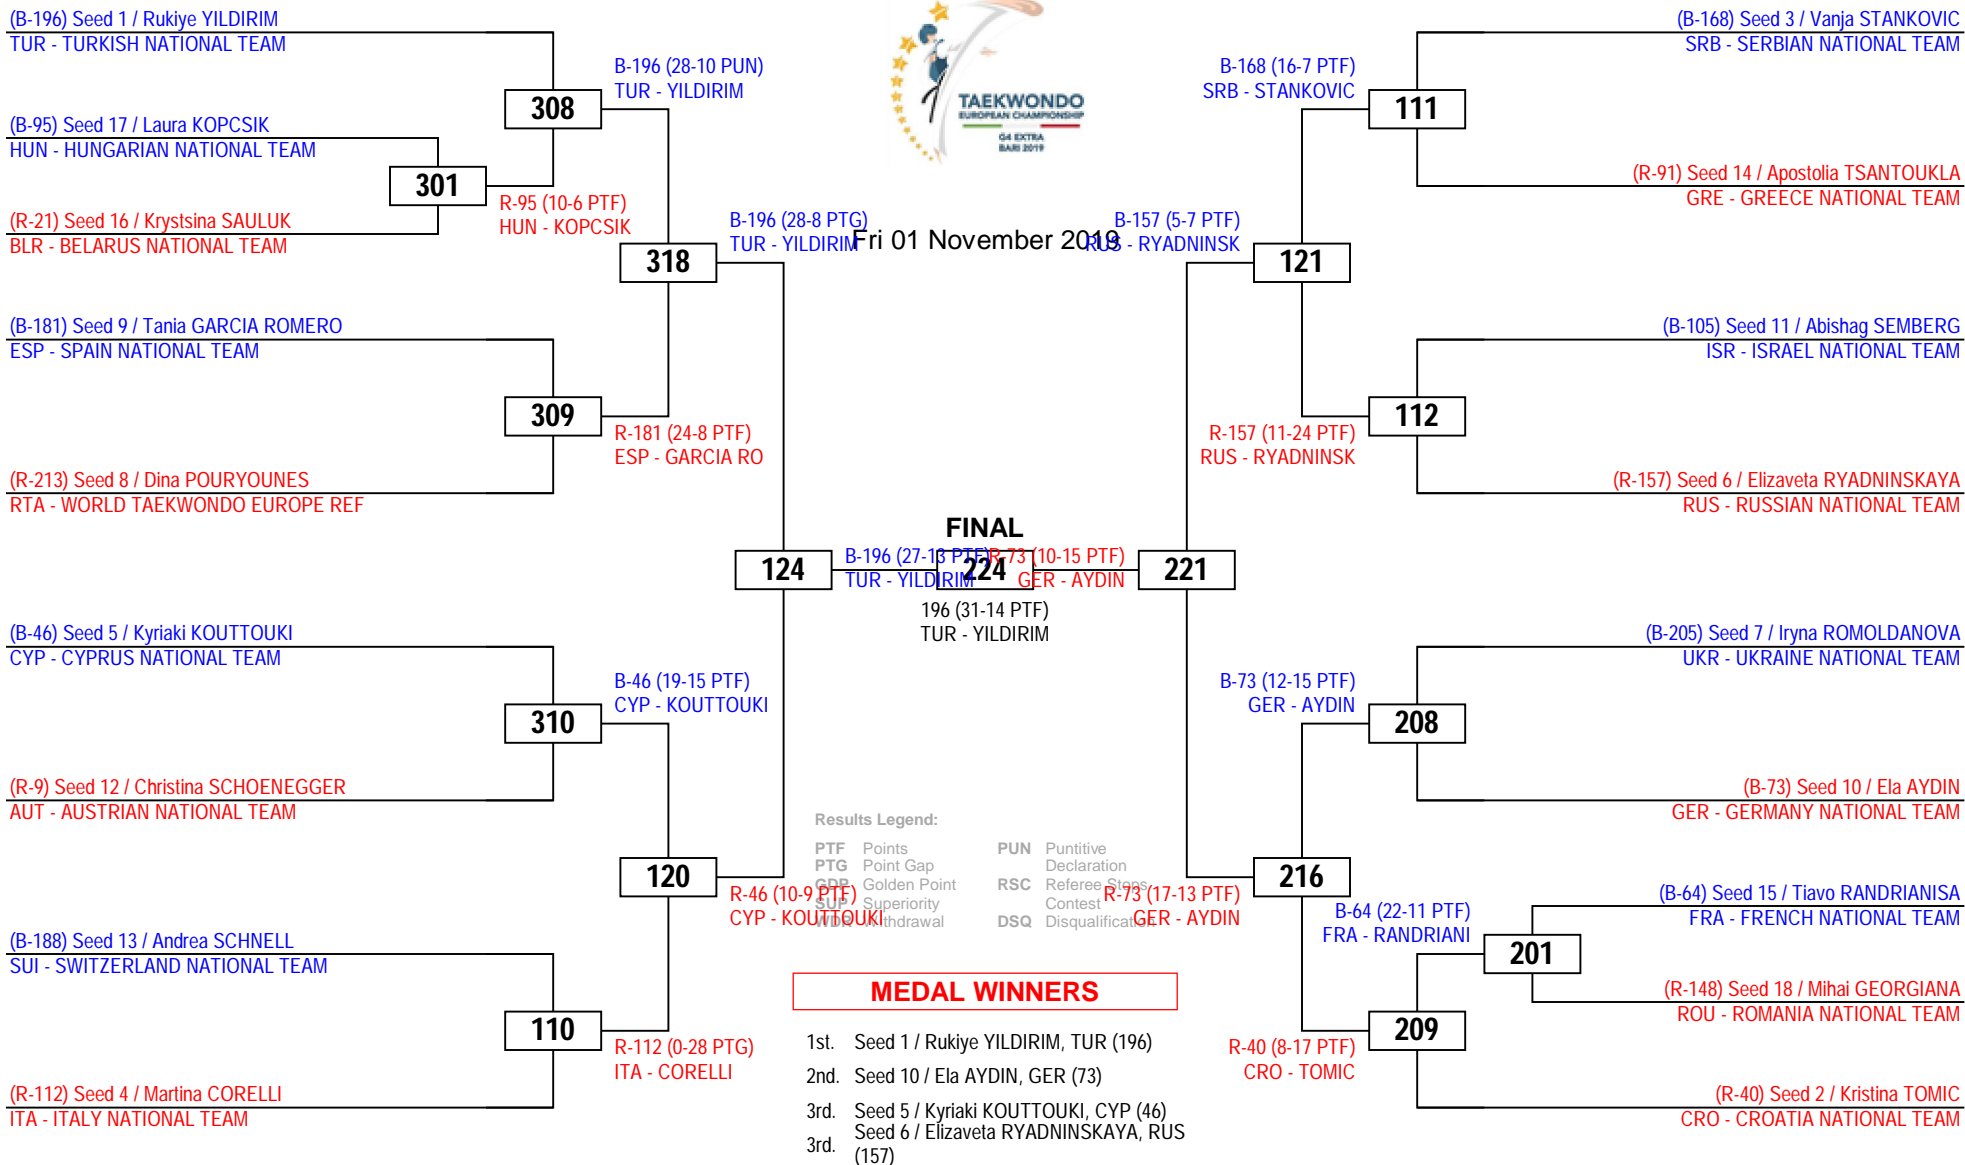 (B-196) Seed 1 / Rukiye YILDIRIM
TUR - TURKISH NATIONAL TEAM
B-196 (28-10 PUN)
TUR - YILDIRIM
308
(B-95) Seed 17 / Laura KOPCSIK
HUN - HUNGARIAN NATIONAL TEAM
301
R-95 (10-6 PTF)
HUN - KOPCSIK
(R-21) Seed 16 / Krystsina SAULUK
BLR - BELARUS NATIONAL TEAM
318
B-196 (28-8 PTG)
TUR - YILDIRIM
(B-181) Seed 9 / Tania GARCIA ROMERO
ESP - SPAIN NATIONAL TEAM
309
R-181 (24-8 PTF)
ESP - GARCIA RO
(R-213) Seed 8 / Dina POURYOUNES
RTA - WORLD TAEKWONDO EUROPE REF
124
B-196 (27-13 PTF)
TUR - YILDIRIM
(B-46) Seed 5 / Kyriaki KOUTTOUKI
CYP - CYPRUS NATIONAL TEAM
B-46 (19-15 PTF)
CYP - KOUTTOUKI
310
(R-9) Seed 12 / Christina SCHOENEGGER
AUT - AUSTRIAN NATIONAL TEAM
120
R-46 (10-9 PTF)
CYP - KOUTTOUKI
(B-188) Seed 13 / Andrea SCHNELL
SUI - SWITZERLAND NATIONAL TEAM
110
R-112 (0-28 PTG)
ITA - CORELLI
(R-112) Seed 4 / Martina CORELLI
ITA - ITALY NATIONAL TEAM
TAEKWONDO
EUROPEAN CHAMPIONSHIP
G4 EXTRA
BARI 2019
Fri 01 November 2019
FINAL
224
196 (31-14 PTF)
TUR - YILDIRIM
Results Legend:
PTF Points
PTG Point Gap
GDP Golden Point
SUP Superiority
WDR Withdrawal
PUN Puntitive
Declaration
RSC Referee Stops
Contest
DSQ Disqualification
MEDAL WINNERS
1st. Seed 1 / Rukiye YILDIRIM, TUR (196)
2nd. Seed 10 / Ela AYDIN, GER (73)
3rd. Seed 5 / Kyriaki KOUTTOUKI, CYP (46)
3rd. Seed 6 / Elizaveta RYADNINSKAYA, RUS
(157)
(B-168) Seed 3 / Vanja STANKOVIC
SRB - SERBIAN NATIONAL TEAM
B-168 (16-7 PTF)
SRB - STANKOVIC
111
(R-91) Seed 14 / Apostolia TSANTOUKLA
GRE - GREECE NATIONAL TEAM
B-157 (5-7 PTF)
RUS - RYADNINSK
121
(B-105) Seed 11 / Abishag SEMBERG
ISR - ISRAEL NATIONAL TEAM
112
R-157 (11-24 PTF)
RUS - RYADNINSK
(R-157) Seed 6 / Elizaveta RYADNINSKAYA
RUS - RUSSIAN NATIONAL TEAM
R-73 (10-15 PTF)
GER - AYDIN
221
(B-205) Seed 7 / Iryna ROMOLDANOVA
UKR - UKRAINE NATIONAL TEAM
B-73 (12-15 PTF)
GER - AYDIN
208
(B-73) Seed 10 / Ela AYDIN
GER - GERMANY NATIONAL TEAM
216
R-73 (17-13 PTF)
GER - AYDIN
(B-64) Seed 15 / Tiavo RANDRIANISA
FRA - FRENCH NATIONAL TEAM
B-64 (22-11 PTF)
FRA - RANDRIANI
201
(R-148) Seed 18 / Mihai GEORGIANA
ROU - ROMANIA NATIONAL TEAM
209
R-40 (8-17 PTF)
CRO - TOMIC
(R-40) Seed 2 / Kristina TOMIC
CRO - CROATIA NATIONAL TEAM